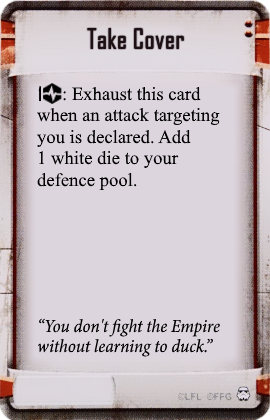 Take Cover
: Exhaust this card
when an attack targeting
you is declared. Add
1 white die to your
defence pool.
“You don't fight the Empire
without learning to duck.”
©LFL ©FFG